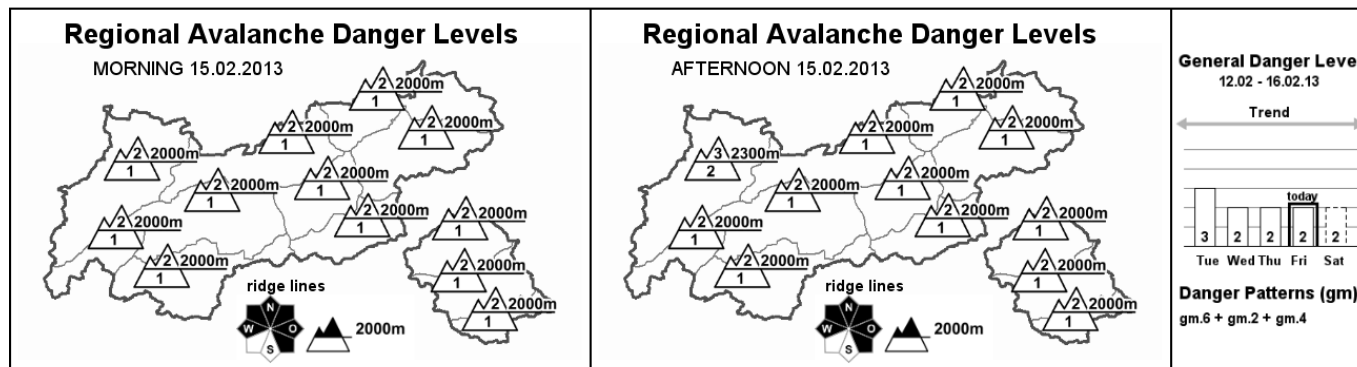 Regional Avalanche Danger Levels
MORNING 15.02.2013
2 2000m
1
2 2000m
1
2 2000m
1
2 2000m
1
2 2000m
1
2 2000m
1
2 2000m
1
2 2000m
1
2 2000m
1
2 2000m
1
2 2000m
1
2 2000m
1
ridge lines
N
W O
S
2000m
Regional Avalanche Danger Levels
AFTERNOON 15.02.2013
2 2000m
1
2 2000m
1
2 2000m
1
3 2300m
2
2 2000m
1
2 2000m
1
2 2000m
1
2 2000m
1
2 2000m
1
2 2000m
1
2 2000m
1
2 2000m
1
ridge lines
N
W O
S
2000m
General Danger Leve
12.02 - 16.02.13
Trend
today
3 2 2 2 2
Tue Wed Thu Fri Sat
Danger Patterns (gm)
gm.6 + gm.2 + gm.4